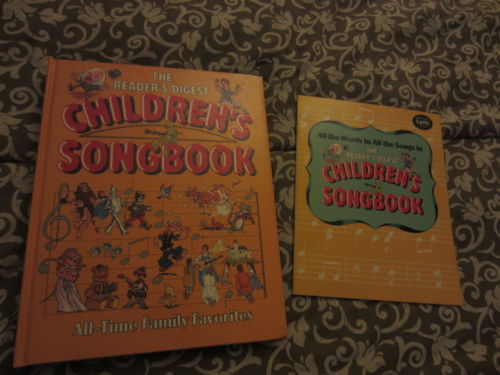 THE
READER'S DIGEST
CHILDREN'S
SONGBOOK
All-Time Family Favorites
Lyric
All the Words to All the Songs in
THE
READER'S DIGEST
CHILDREN'S
SONGBOOK